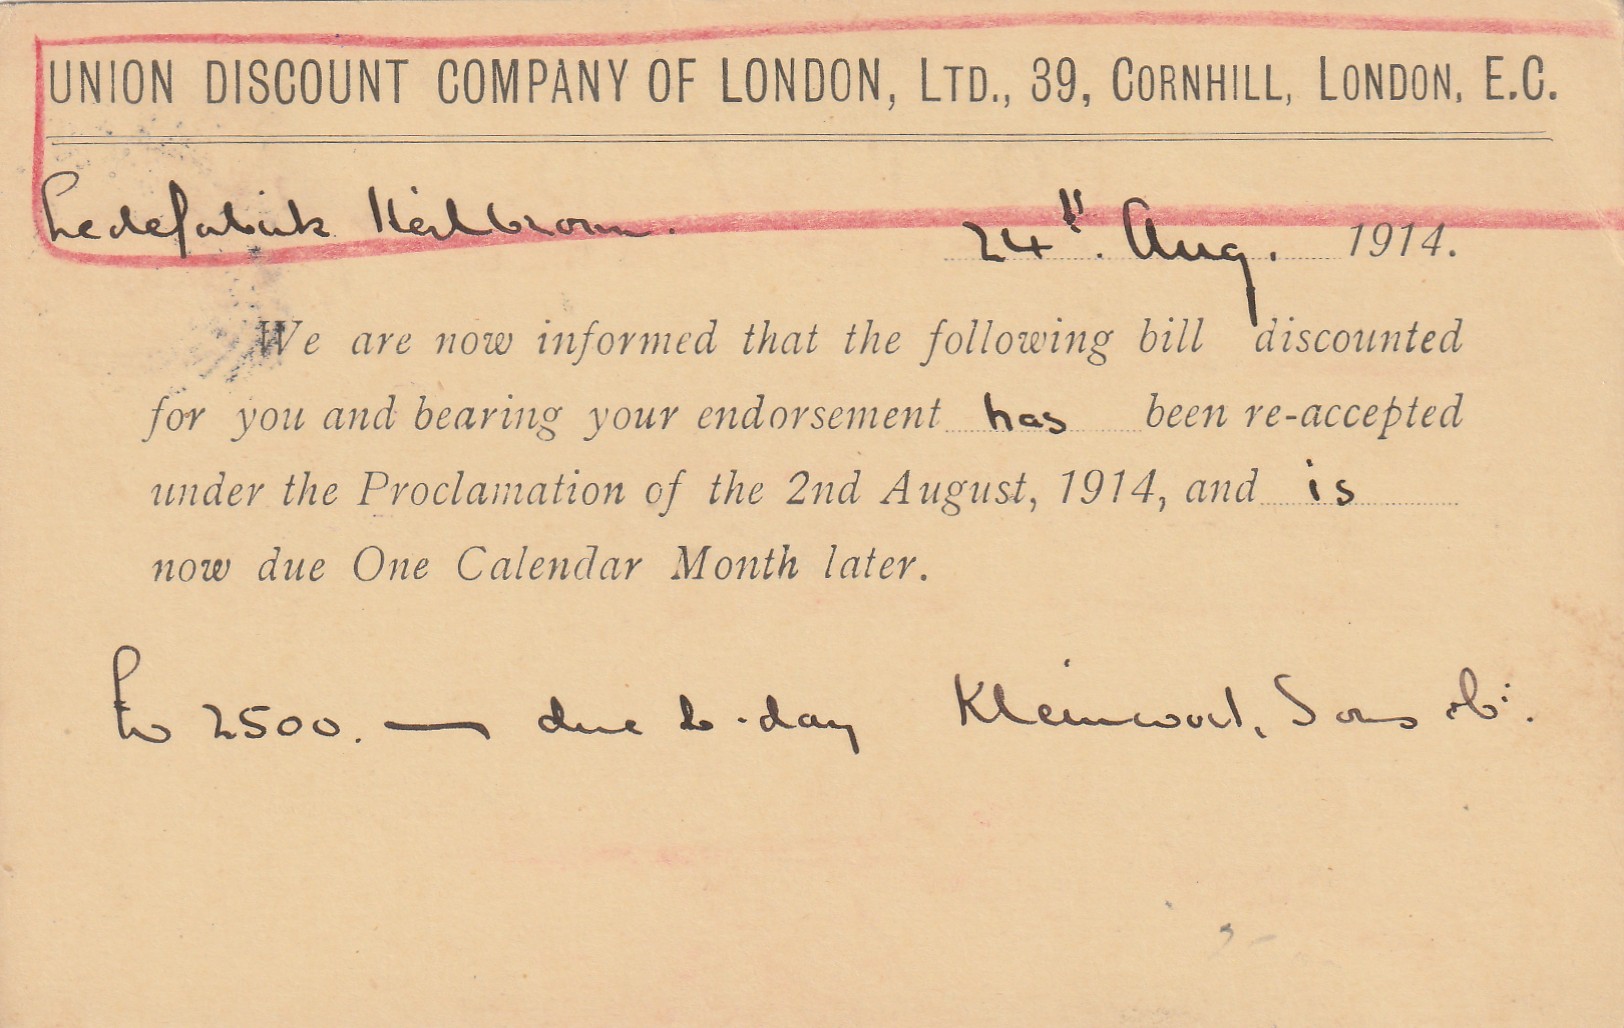 UNION DISCOUNT COMPANY OF LONDON, LTD., 39, CORNHILL, LONDON, E.C.
Lederfabrik Heilbronn.
24th. Aug. 1914.
We are now informed that the following bill discounted
for you and bearing your endorsement has been re-accepted
under the Proclamation of the 2nd August, 1914, and is
now due One Calendar Month later.
2500. — due to-day Kleinwort, Sons & Co.